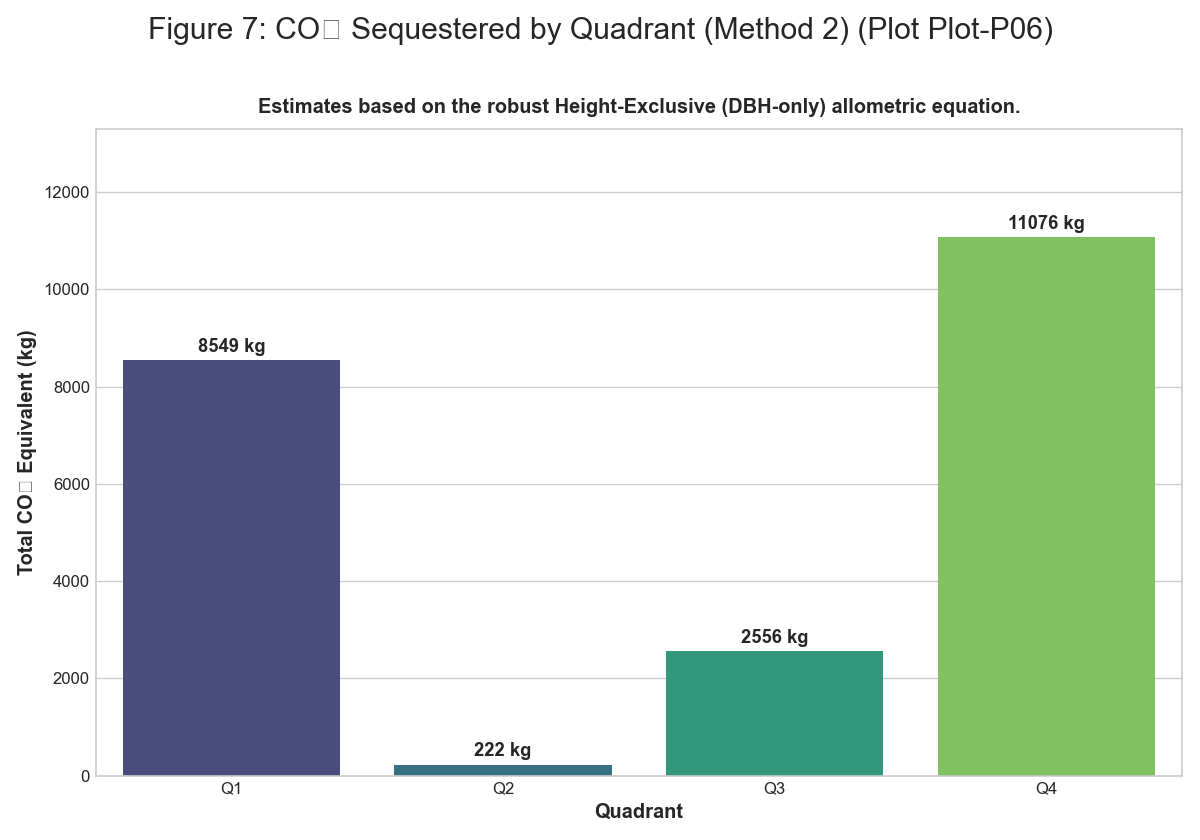 Figure 7: CO□ Sequestered by Quadrant (Method 2) (Plot Plot-P06)
Estimates based on the robust Height-Exclusive (DBH-only) allometric equation.
Total CO□ Equivalent (kg)
12000
10000
8000
6000
4000
2000
0
8549 kg
222 kg
2556 kg
11076 kg
Q1
Q2
Q3
Q4
Quadrant